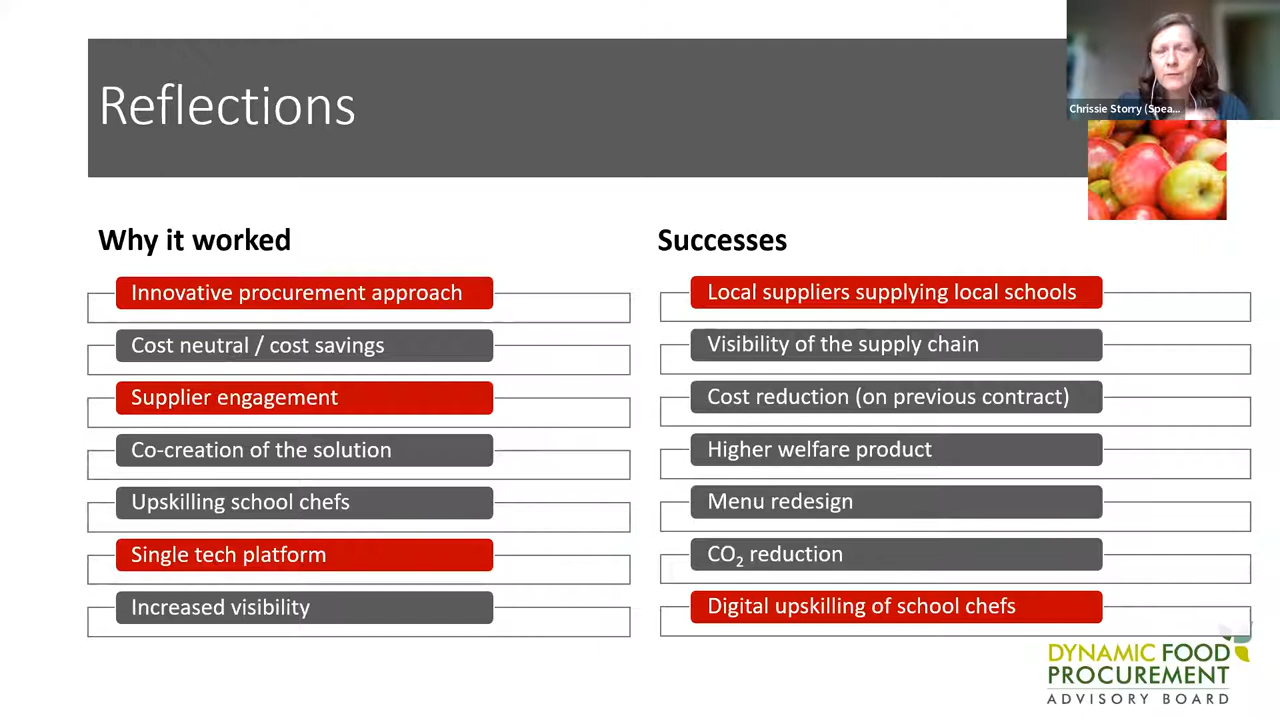 Reflections
Chrissie Storry (Spea...
Why it worked
Innovative procurement approach
Cost neutral / cost savings
Supplier engagement
Co-creation of the solution
Upskilling school chefs
Single tech platform
Increased visibility
Successes
Local suppliers supplying local schools
Visibility of the supply chain
Cost reduction (on previous contract)
Higher welfare product
Menu redesign
CO₂ reduction
Digital upskilling of school chefs
DYNAMIC FOOD
PROCUREMENT
ADVISORY BOARD